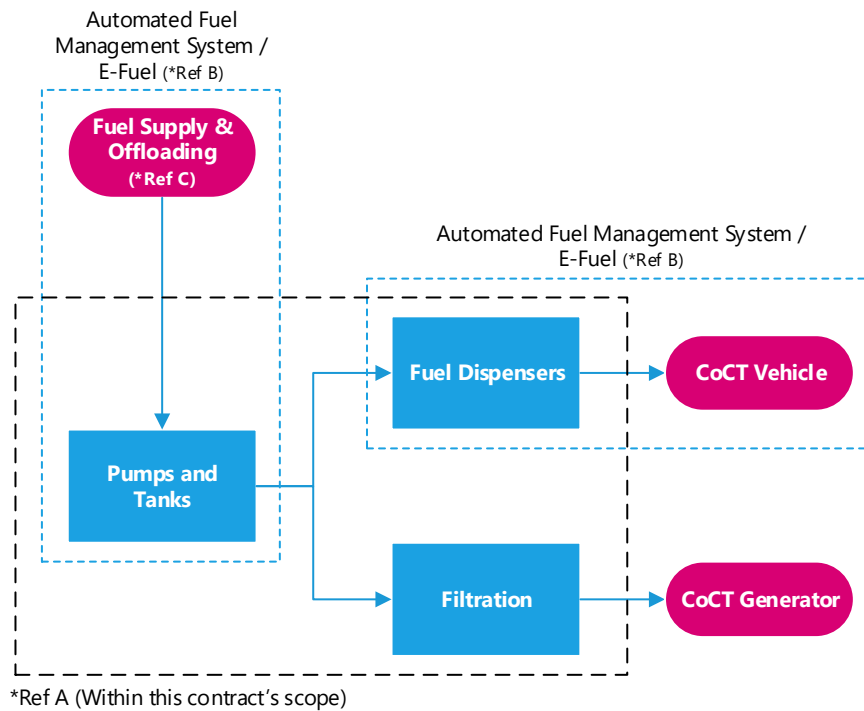 Automated Fuel
Management System /
E-Fuel (*Ref B)
Fuel Supply &
Offloading
(*Ref C)
Automated Fuel Management System /
E-Fuel (*Ref B)
Fuel Dispensers
CoCT Vehicle
Pumps and
Tanks
Filtration
CoCT Generator
*Ref A (Within this contract’s scope)